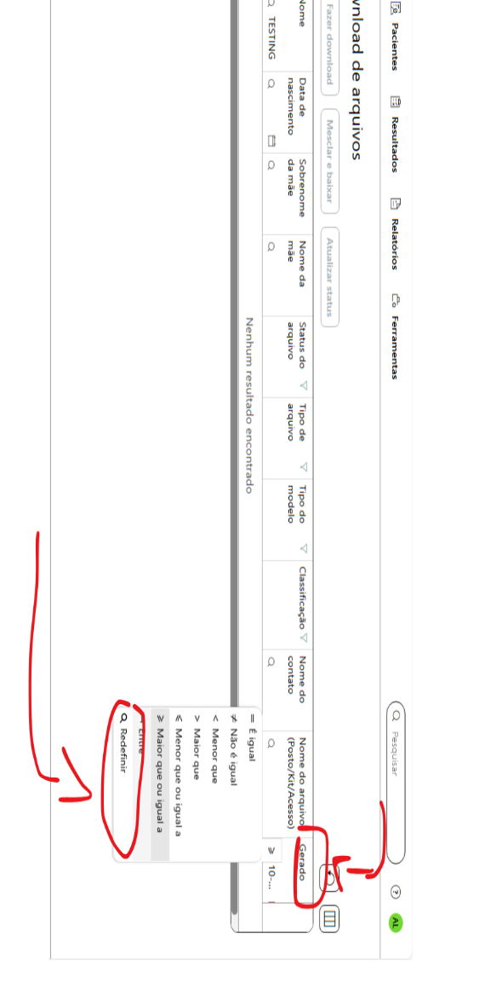 Pacientes Resultados Relatórios Ferramentas Pesquisar ? AL
wnload de arquivos
Fazer download Mesclar e baixar Atualizar status
Nome
Data de nascimento
Sobrenome da mãe
Nome da mãe
Status do arquivo
Tipo de arquivo
Tipo do modelo
Classificação
Nome do contato
Nome do arquivo (Posto/Kit/Acesso)
Gerado
TESTING
⩾ 10-...
Nenhum resultado encontrado
= É igual
≠ Não é igual
< Menor que
> Maior que
⩽ Menor que ou igual a
⩾ Maior que ou igual a
Entre
Redefinir